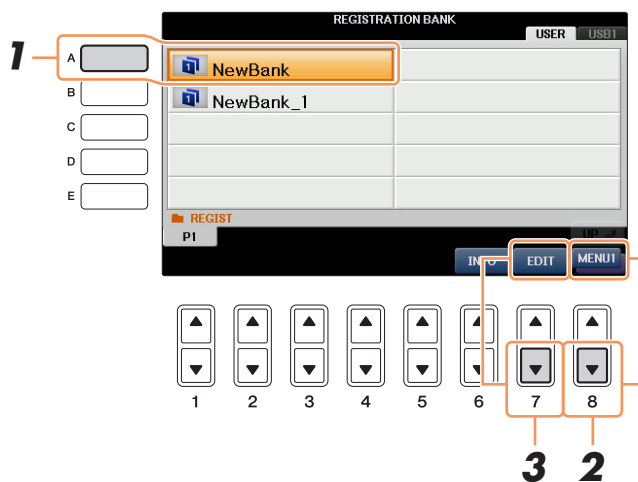 REGISTRATION BANK
USER USB1
1 A NewBank
B NewBank_1
C
D
E
REGIST
P1 UP
EDIT MENU1
1 2 3 4 5 6 7 8
3 2